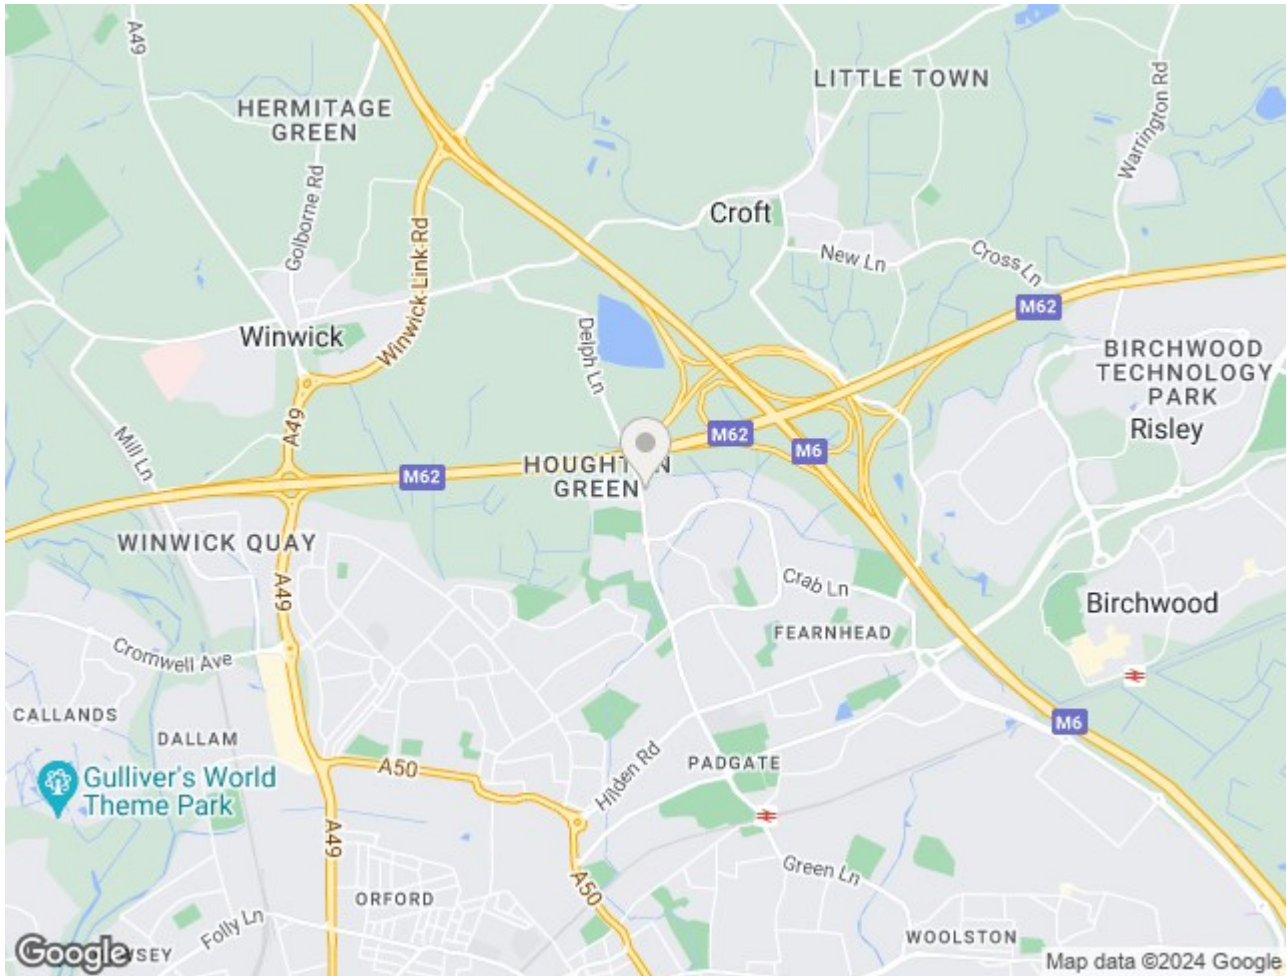 A49
LITTLE TOWN
HERMITAGE
GREEN
Warrington Rd
Golborne Rd
Croft
Winwick Link Rd
New Ln
Cross Ln
M62
Delph Ln
Winwick
BIRCHWOOD
TECHNOLOGY
PARK
Risley
A49
Mill Ln
M62
M6
HOUGHTON
GREEN
M62
WINWICK QUAY
A49
Crab Ln
Birchwood
FEARNHEAD
Cromwell Ave
CALLANDS
DALLAM
M6
A50
Hilden Rd
PADGATE
Gulliver's World
Theme Park
A49
Green Ln
A50
ORFORD
Folly Ln
WOOLSTON
Google
Map data ©2024 Google